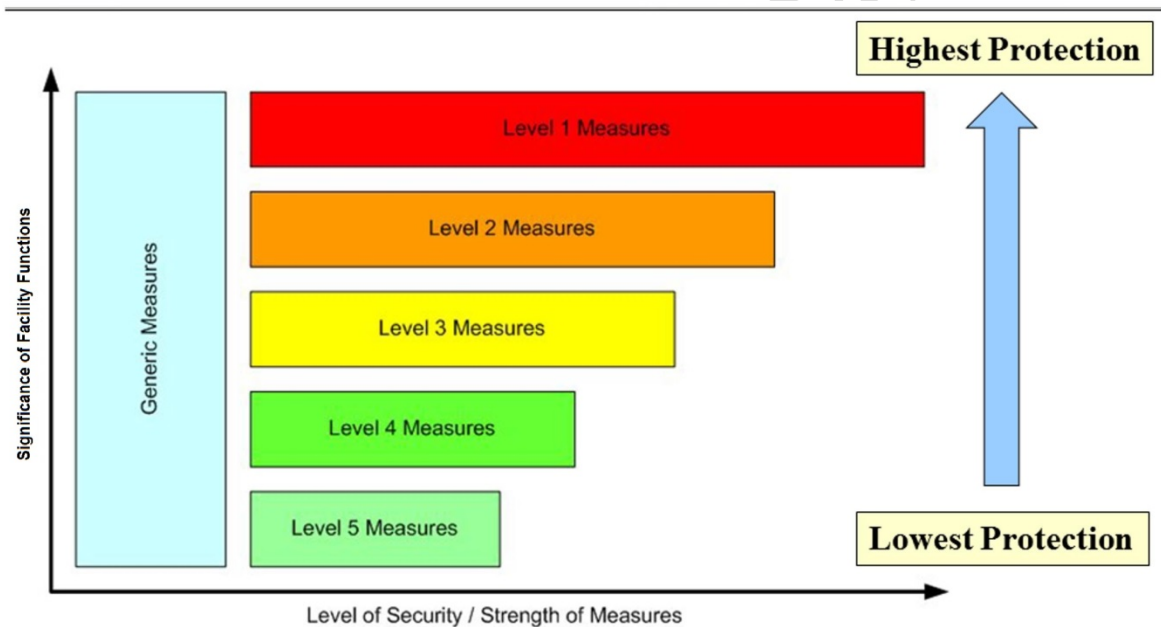 Highest Protection
Significance of Facility Functions
Generic Measures
Level 1 Measures
Level 2 Measures
Level 3 Measures
Level 4 Measures
Level 5 Measures
Lowest Protection
Level of Security / Strength of Measures